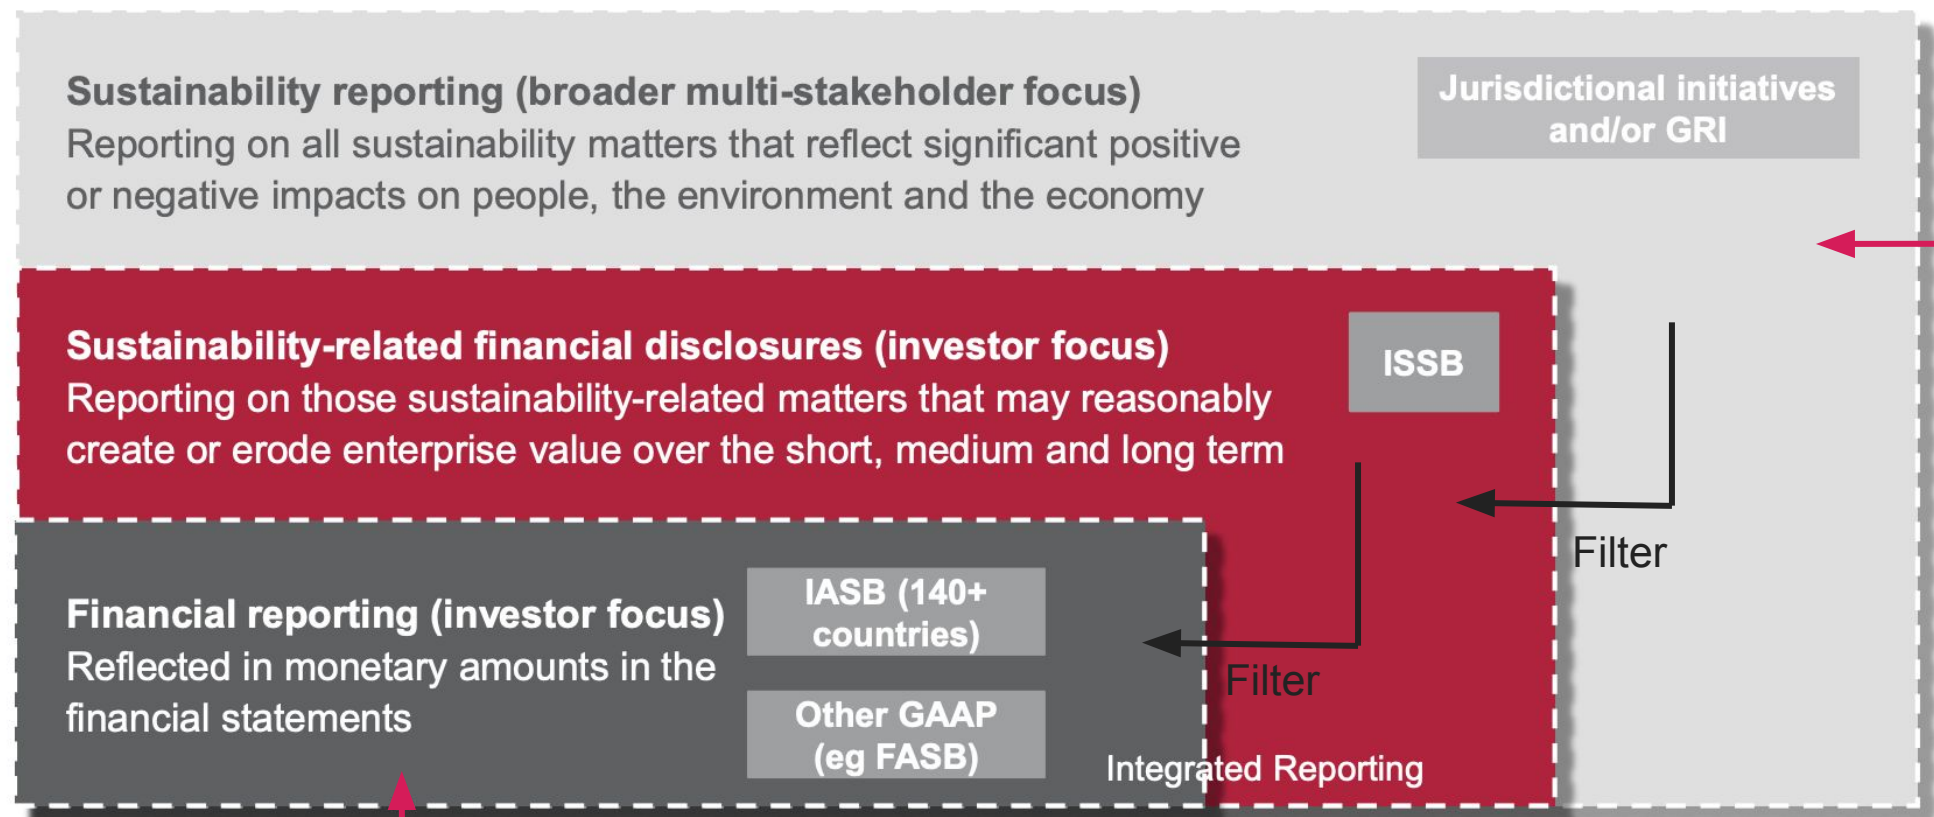 Sustainability reporting (broader multi-stakeholder focus)
Reporting on all sustainability matters that reflect significant positive
or negative impacts on people, the environment and the economy
Jurisdictional initiatives
and/or GRI
Sustainability-related financial disclosures (investor focus)
Reporting on those sustainability-related matters that may reasonably
create or erode enterprise value over the short, medium and long term
ISSB
Filter
Financial reporting (investor focus)
Reflected in monetary amounts in the
financial statements
IASB (140+
countries)
Other GAAP
(eg FASB)
Filter
Integrated Reporting